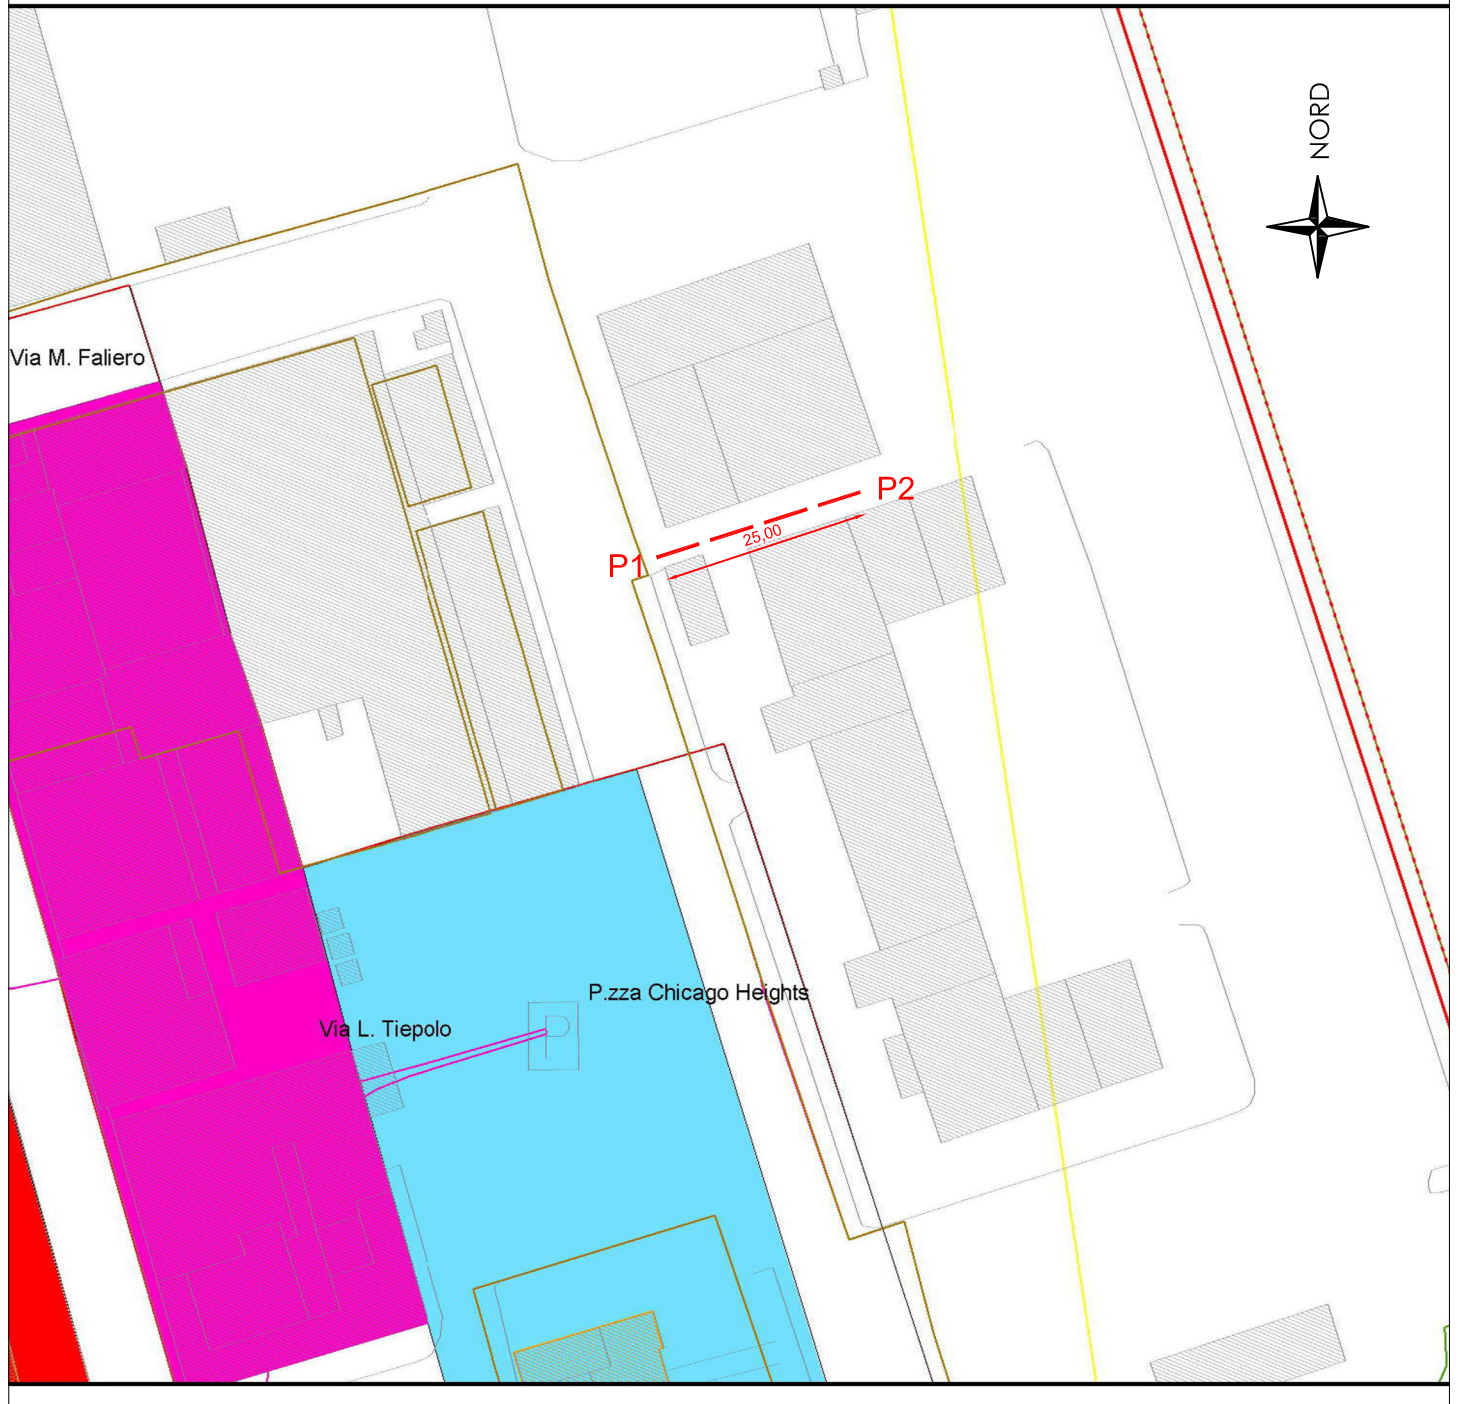 NORD
Via M. Faliero
P2
25,00
P1
P.zza Chicago Heights
Via L. Tiepolo